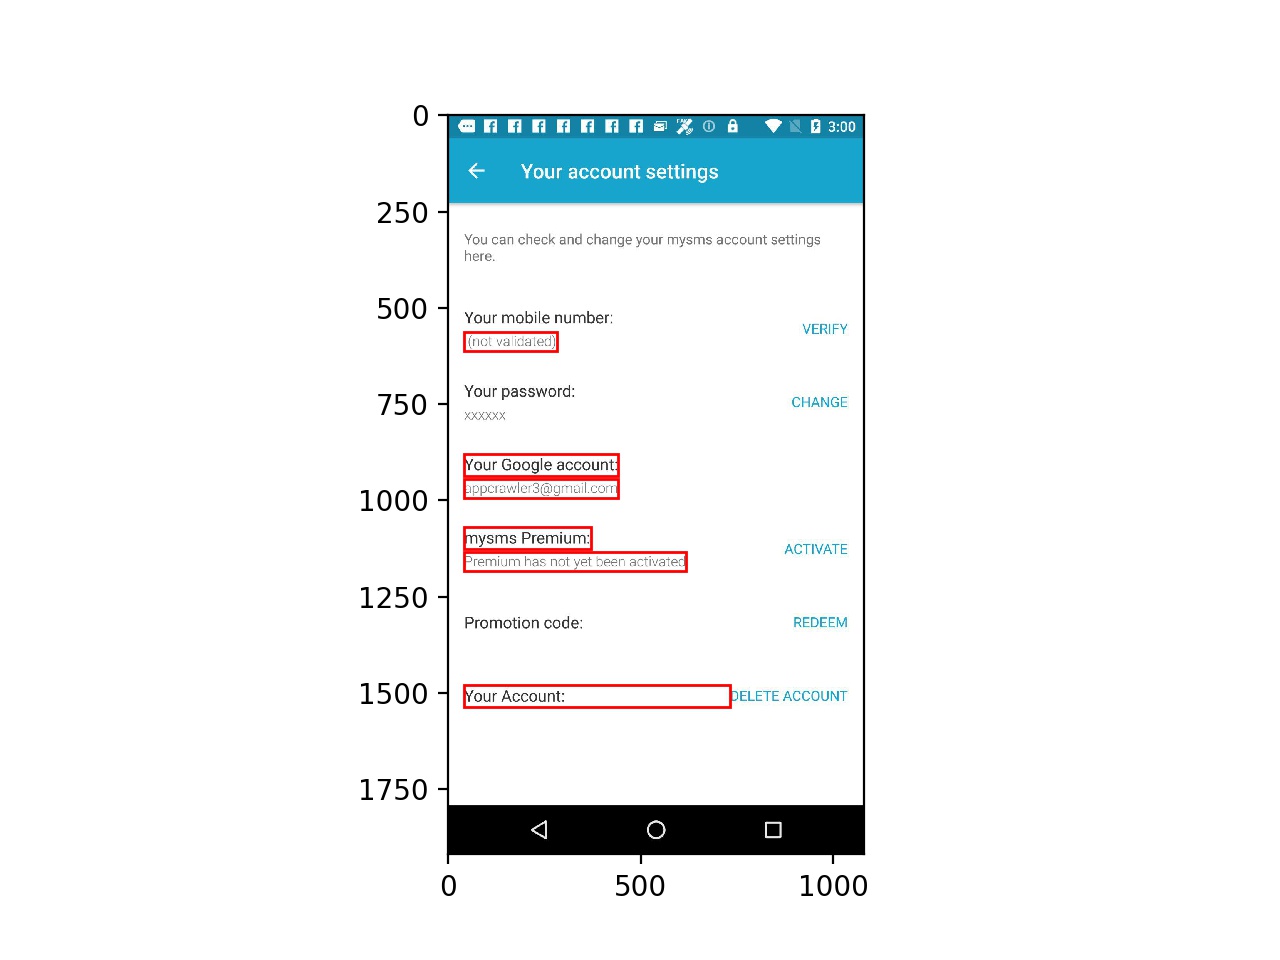 0
250
500
750
1000
1250
1500
1750
3:00
Your account settings
You can check and change your mysms account settings
here.
Your mobile number:
(not validated)
VERIFY
Your password:
xxxxxx
CHANGE
Your Google account:
appcrawler3@gmail.com
mysms Premium:
Premium has not yet been activated
ACTIVATE
Promotion code:
REDEEM
Your Account:
DELETE ACCOUNT
0
500
1000